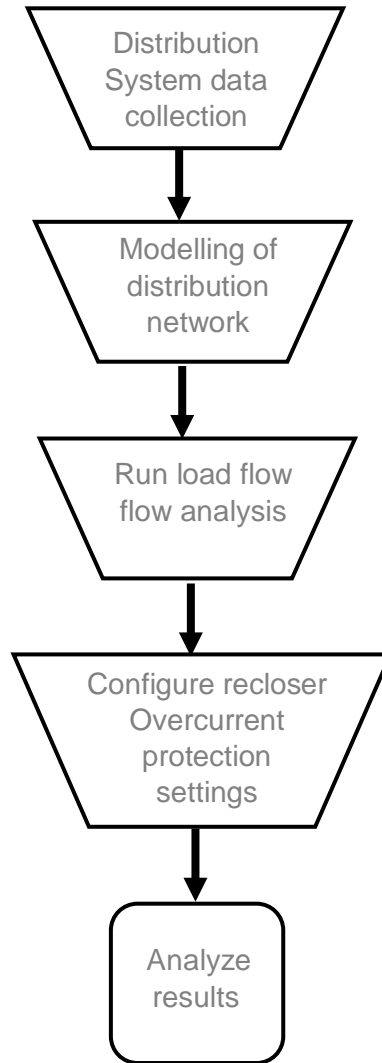 Distribution
System data
collection
Modelling of
distribution
network
Run load flow
flow analysis
Configure recloser
Overcurrent
protection
settings
Analyze
results